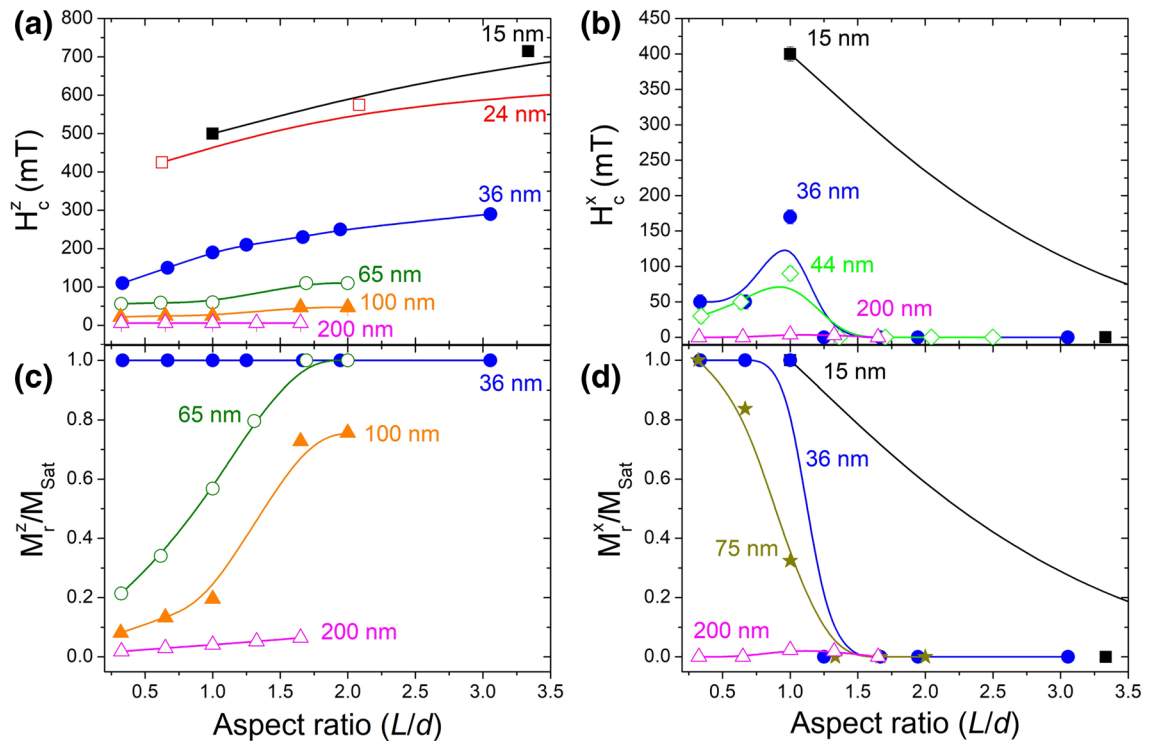 (a)
15 nm
24 nm
36 nm
65 nm
100 nm
200 nm
H_c^z (mT)
800
700
600
500
400
300
200
100
0
(b)
15 nm
36 nm
44 nm
200 nm
H_c^x (mT)
450
400
350
300
250
200
150
100
50
0
(c)
36 nm
65 nm
100 nm
200 nm
M_r^z/M_Sat
1.0
0.8
0.6
0.4
0.2
0.0
0.5 1.0 1.5 2.0 2.5 3.0 3.5
Aspect ratio (L/d)
(d)
15 nm
36 nm
75 nm
200 nm
M_r^x/M_Sat
1.0
0.8
0.6
0.4
0.2
0.0
0.5 1.0 1.5 2.0 2.5 3.0 3.5
Aspect ratio (L/d)